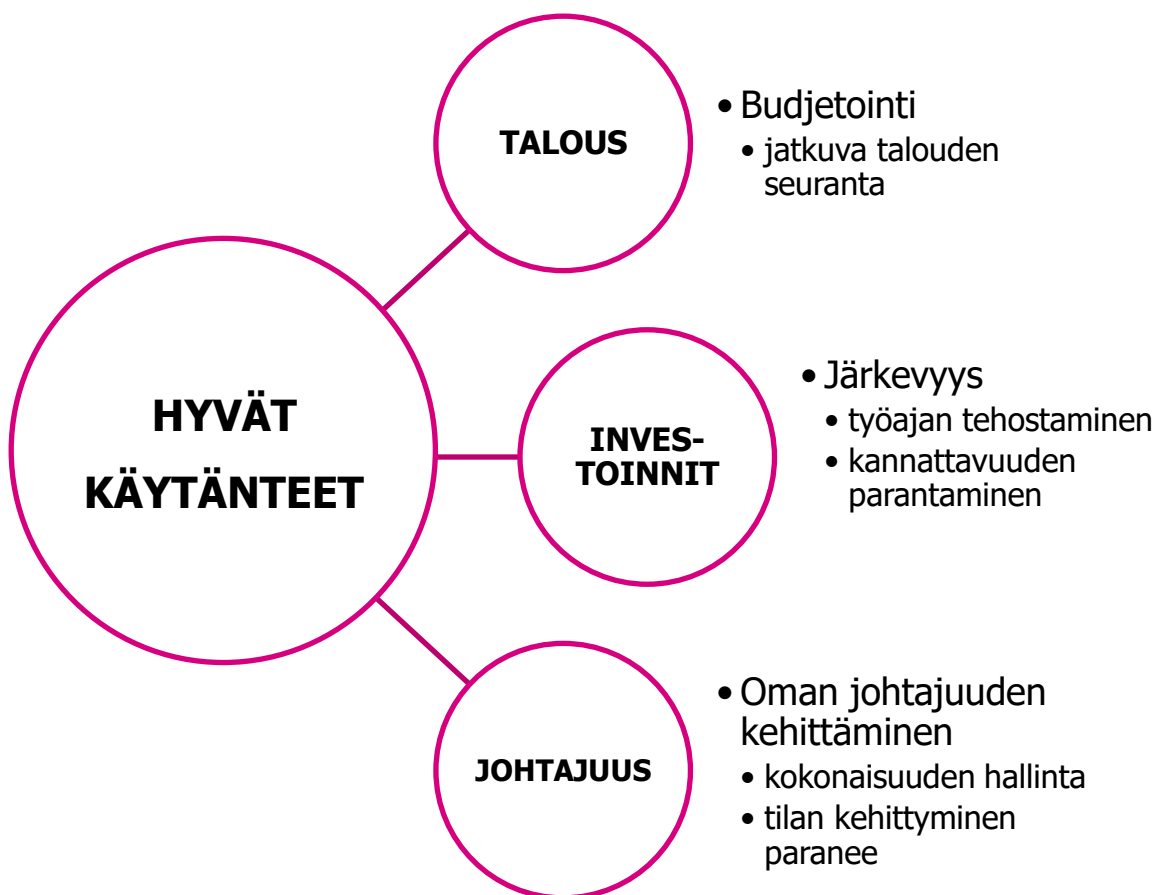 TALOUS
• Budjetointi
• jatkuva talouden
seuranta
HYVÄT
KÄYTÄNTEET
INVES-
TOINNIT
• Järkevyys
• työajan tehostaminen
• kannattavuuden
parantaminen
JOHTAJUUS
• Oman johtajuuden
kehittäminen
• kokonaisuuden hallinta
• tilan kehittyminen
paranee